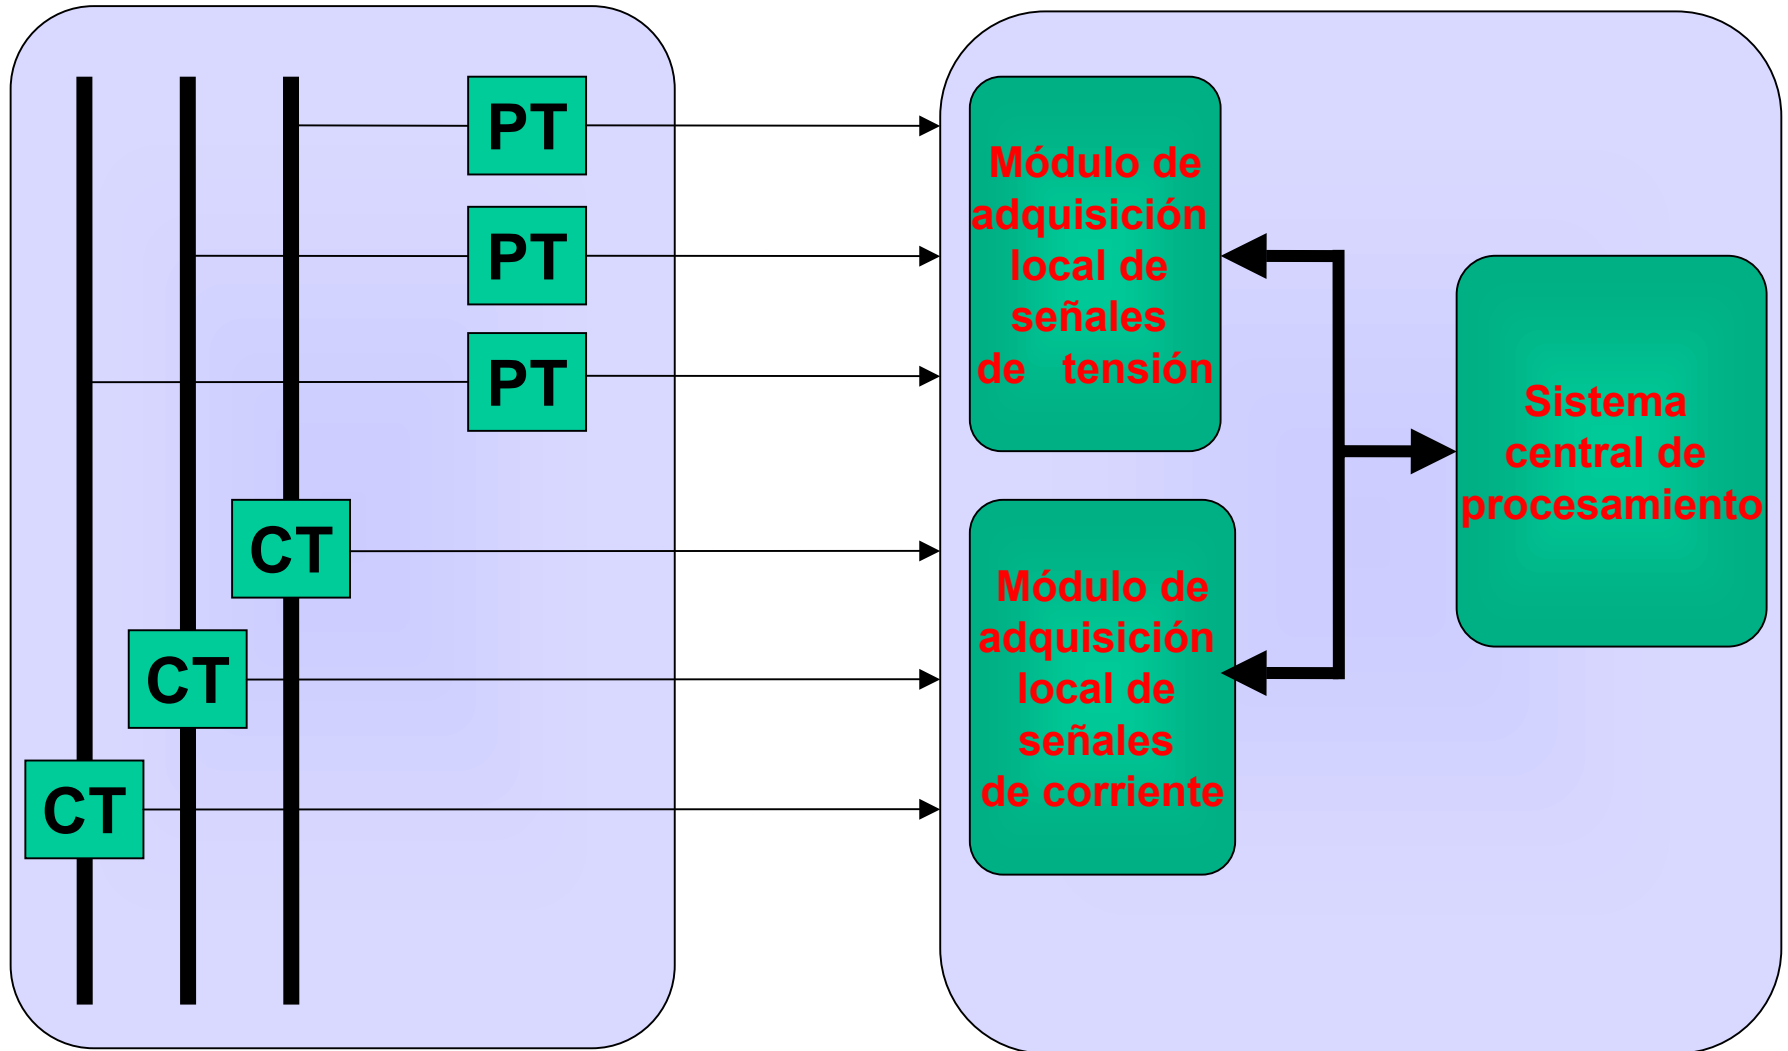 PT
PT
PT
CT
CT
CT
Módulo de
adquisición
local de
señales
de tensión
Módulo de
adquisición
local de
señales
de corriente
Sistema
central de
procesamiento